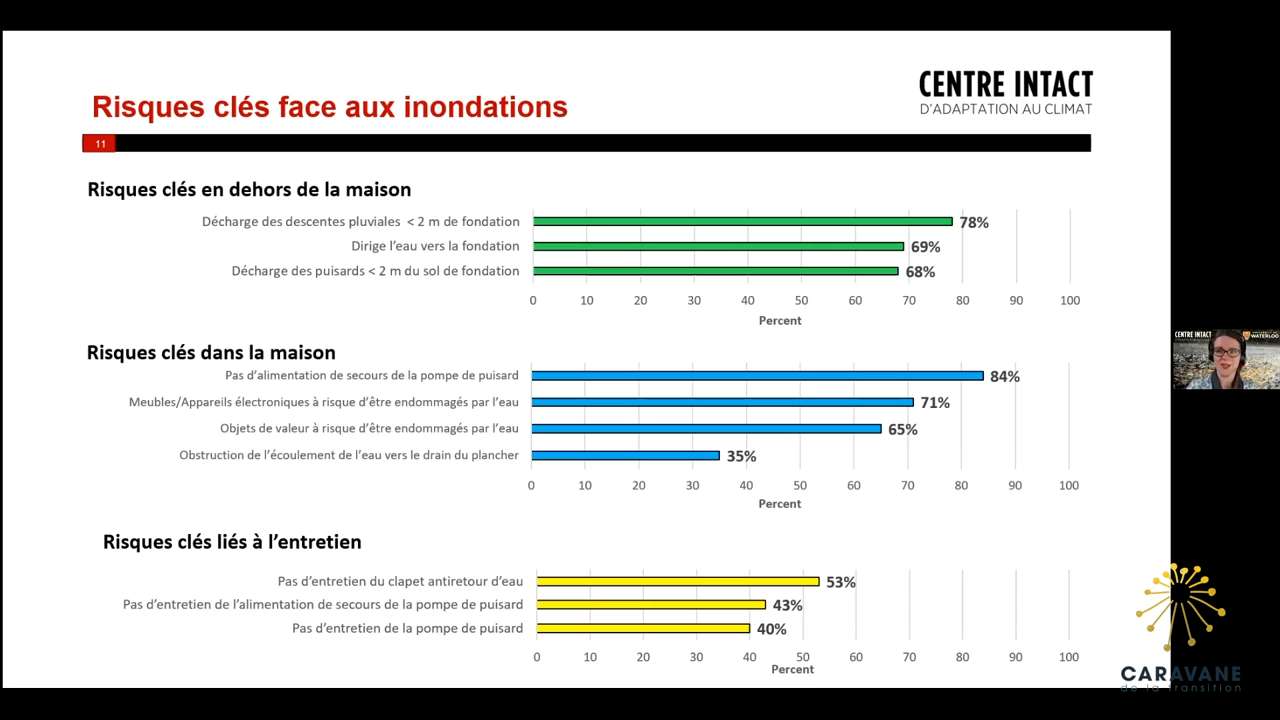 CENTRE INTACT
D'ADAPTATION AU CLIMAT
Risques clés face aux inondations
11
Risques clés en dehors de la maison
Décharge des descentes pluviales < 2 m de fondation 78%
Dirige l'eau vers la fondation 69%
Décharge des puisards < 2 m du sol de fondation 68%
0 10 20 30 40 50 60 70 80 90 100
Percent
Risques clés dans la maison
Pas d'alimentation de secours de la pompe de puisard 84%
Meubles/Appareils électroniques à risque d'être endommagés par l'eau 71%
Objets de valeur à risque d'être endommagés par l'eau 65%
Obstruction de l'écoulement de l'eau vers le drain du plancher 35%
0 10 20 30 40 50 60 70 80 90 100
Percent
Risques clés liés à l'entretien
Pas d'entretien du clapet antiretour d'eau 53%
Pas d'entretien de l'alimentation de secours de la pompe de puisard 43%
Pas d'entretien de la pompe de puisard 40%
0 10 20 30 40 50 60 70 80 90 100
Percent
CENTRE INTACT
WATERLOO
CARAVANE
de la transition